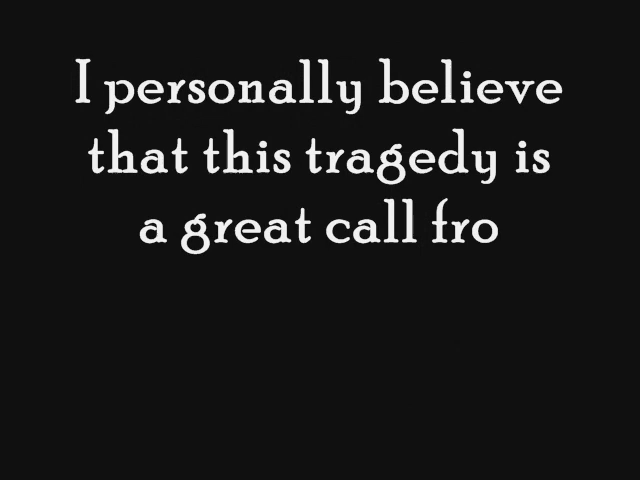 I personally believe
that this tragedy is
a great call fro